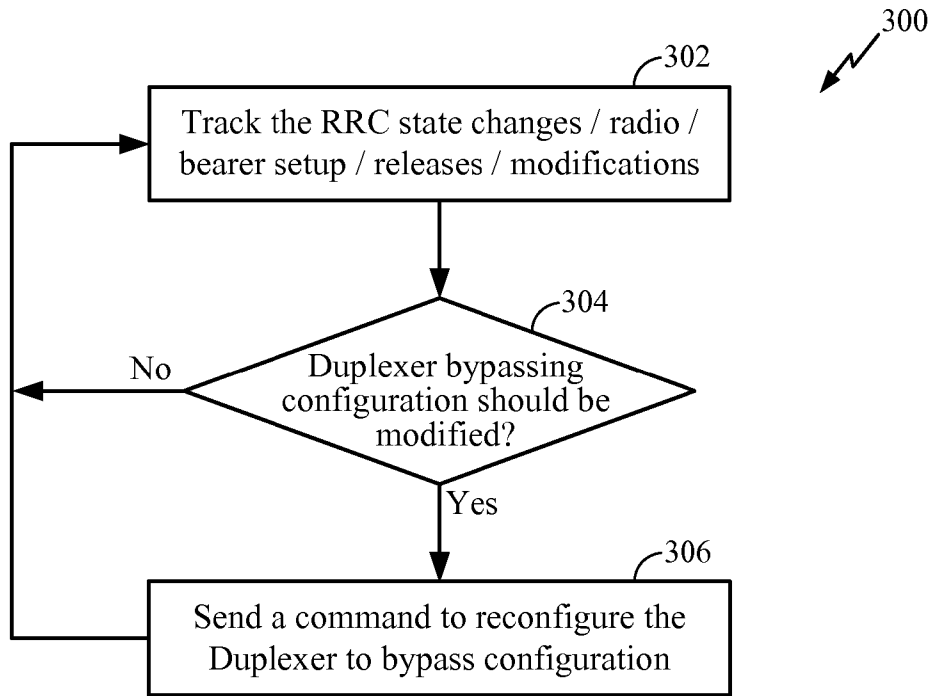 300
302
Track the RRC state changes / radio /
bearer setup / releases / modifications
304
Duplexer bypassing
configuration should be
modified?
No
Yes
306
Send a command to reconfigure the
Duplexer to bypass configuration